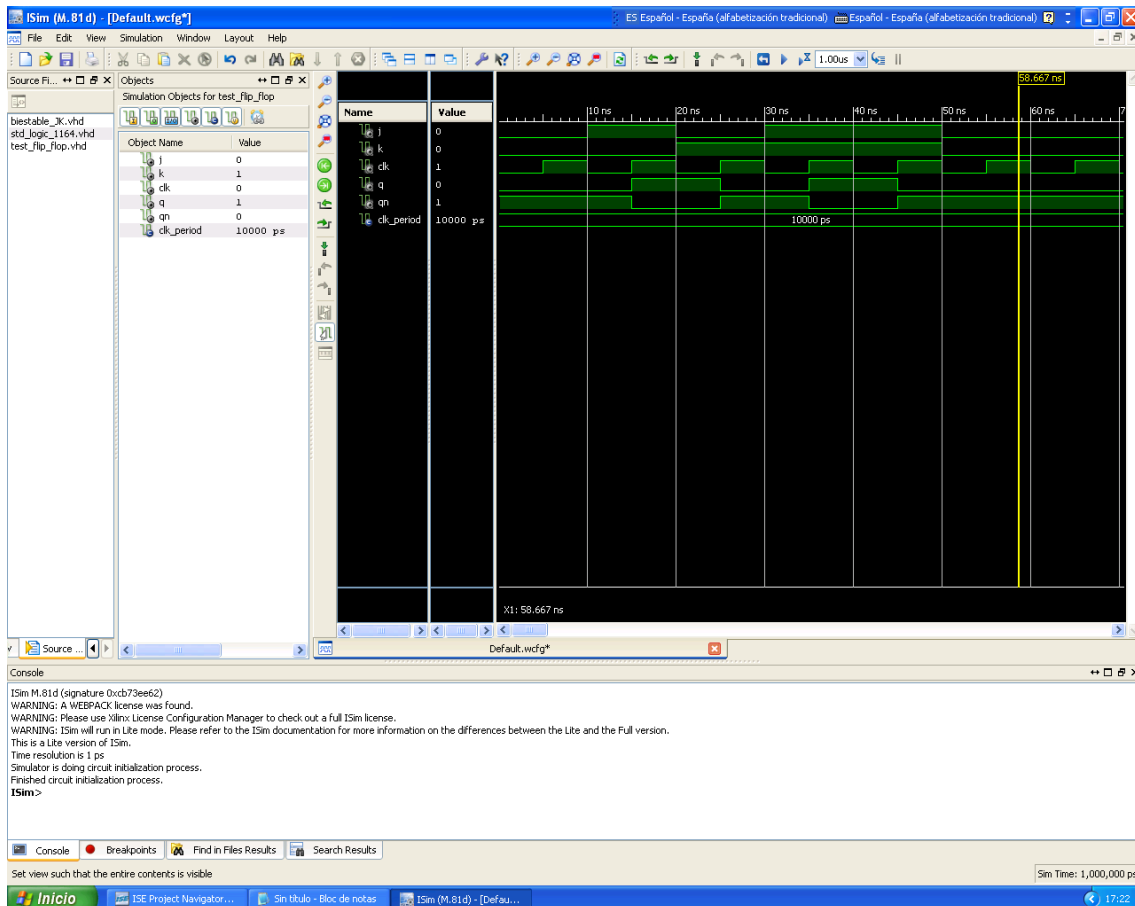 ISim (M.81d) - [Default.wcfg*]
ES Español - España (alfabetización tradicional) Español - España (alfabetización tradicional)
File Edit View Simulation Window Layout Help
1.00us
Source Fi...
biestable_JK.vhd
std_logic_1164.vhd
test_flip_flop.vhd
Source ...
Objects
Simulation Objects for test_flip_flop
Object Name Value
j 0
k 1
clk 0
q 1
qn 0
clk_period 10000 ps
58.667 ns
Name Value
10 ns 20 ns 30 ns 40 ns 50 ns 60 ns 7
j 0
k 0
clk 1
q 0
qn 1
clk_period 10000 ps 10000 ps
X1: 58.667 ns
Default.wcfg*
Console
ISim M.81d (signature 0xcb73ee62)
WARNING: A WEBPACK license was found.
WARNING: Please use Xilinx License Configuration Manager to check out a full ISim license.
WARNING: ISim will run in Lite mode. Please refer to the ISim documentation for more information on the differences between the Lite and the Full version.
This is a Lite version of ISim.
Time resolution is 1 ps
Simulator is doing circuit initialization process.
Finished circuit initialization process.
ISim>
Console Breakpoints Find in Files Results Search Results
Set view such that the entire contents is visible
Sim Time: 1,000,000 ps
Inicio ISE Project Navigator... Sin título - Bloc de notas ISim (M.81d) - [Defau... 17:22